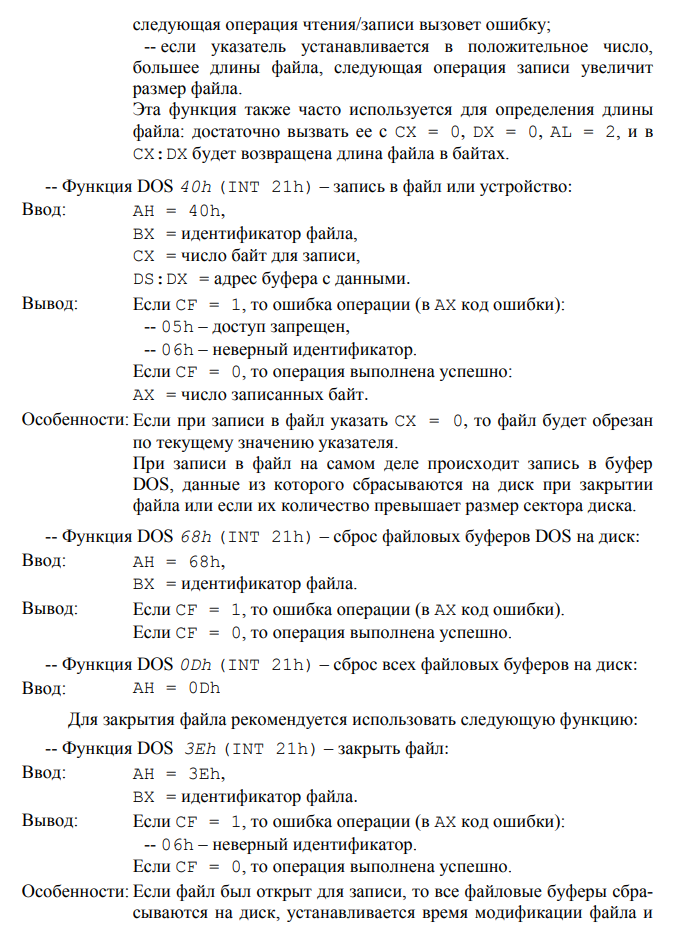 следующая операция чтения/записи вызовет ошибку;
-- если указатель устанавливается в положительное число,
большее длины файла, следующая операция записи увеличит
размер файла.
Эта функция также часто используется для определения длины
файла: достаточно вызвать ее с CX = 0, DX = 0, AL = 2, и в
CX:DX будет возвращена длина файла в байтах.
-- Функция DOS 40h (INT 21h) – запись в файл или устройство:
Ввод: AH = 40h,
BX = идентификатор файла,
CX = число байт для записи,
DS:DX = адрес буфера с данными.
Вывод: Если CF = 1, то ошибка операции (в AX код ошибки):
-- 05h – доступ запрещен,
-- 06h – неверный идентификатор.
Если CF = 0, то операция выполнена успешно:
AX = число записанных байт.
Особенности: Если при записи в файл указать CX = 0, то файл будет обрезан
по текущему значению указателя.
При записи в файл на самом деле происходит запись в буфер
DOS, данные из которого сбрасываются на диск при закрытии
файла или если их количество превышает размер сектора диска.
-- Функция DOS 68h (INT 21h) – сброс файловых буферов DOS на диск:
Ввод: AH = 68h,
BX = идентификатор файла.
Вывод: Если CF = 1, то ошибка операции (в AX код ошибки).
Если CF = 0, то операция выполнена успешно.
-- Функция DOS 0Dh (INT 21h) – сброс всех файловых буферов на диск:
Ввод: AH = 0Dh
Для закрытия файла рекомендуется использовать следующую функцию:
-- Функция DOS 3Eh (INT 21h) – закрыть файл:
Ввод: AH = 3Eh,
BX = идентификатор файла.
Вывод: Если CF = 1, то ошибка операции (в AX код ошибки):
-- 06h – неверный идентификатор.
Если CF = 0, то операция выполнена успешно.
Особенности: Если файл был открыт для записи, то все файловые буферы сбра-
сываются на диск, устанавливается время модификации файла и